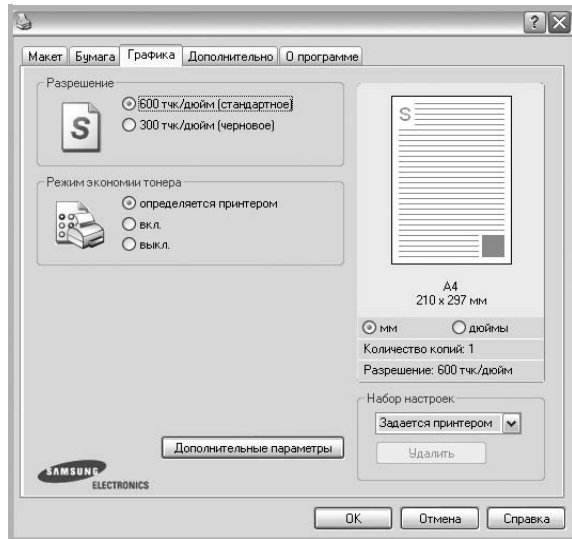 Макет Бумага Графика Дополнительно О программе
Разрешение
S
600 тчк/дюйм (стандартное)
300 тчк/дюйм (черновое)
Режим экономии тонера
определяется принтером
вкл.
выкл.
S
A4
210 x 297 мм
мм дюймы
Количество копий: 1
Разрешение: 600 тчк/дюйм
Набор настроек
Задается принтером
Удалить
Дополнительные параметры
SAMSUNG
ELECTRONICS
OK Отмена Справка